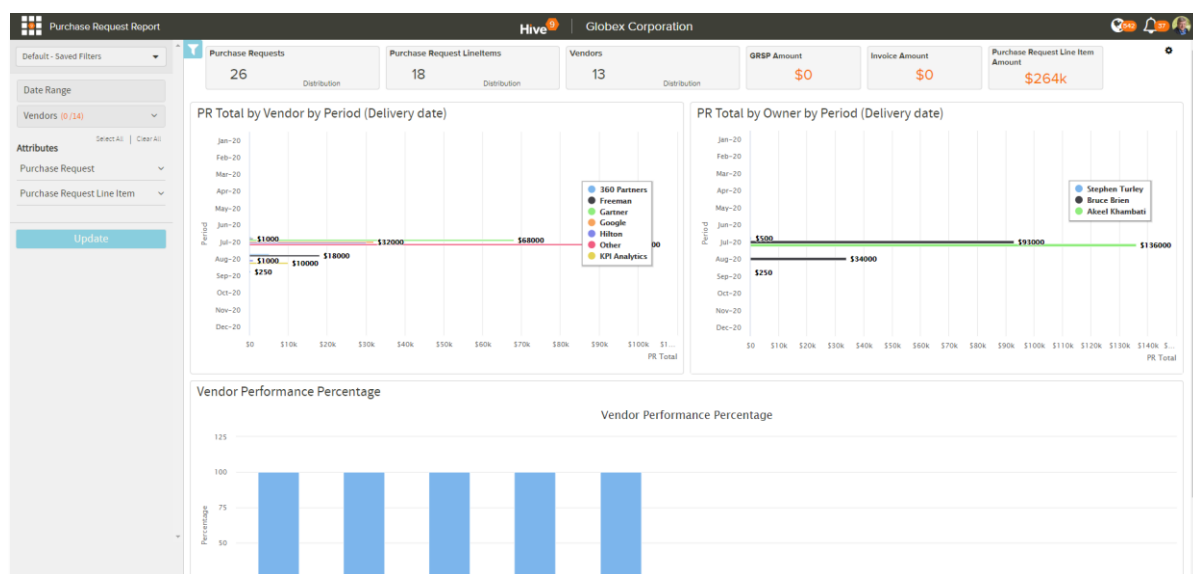 Purchase Request Report
Hive9
Globex Corporation
542
37
Default - Saved Filters
Date Range
Vendors (0 /14)
Select All | Clear All
Attributes
Purchase Request
Purchase Request Line Item
Update
Purchase Requests
26
Distribution
Purchase Request LineItems
18
Distribution
Vendors
13
Distribution
GRSP Amount
$0
Invoice Amount
$0
Purchase Request Line Item
Amount
$264k
PR Total by Vendor by Period (Delivery date)
Period
Jan-20
Feb-20
Mar-20
Apr-20
May-20
Jun-20
Jul-20
Aug-20
Sep-20
Oct-20
Nov-20
Dec-20
$1000
$32000
$68000
00
$18000
$1000
$10000
$250
360 Partners
Freeman
Gartner
Google
Hilton
Other
KPI Analytics
$0 $10k $20k $30k $40k $50k $60k $70k $80k $90k $100k $1...
PR Total
PR Total by Owner by Period (Delivery date)
Period
Jan-20
Feb-20
Mar-20
Apr-20
May-20
Jun-20
Jul-20
Aug-20
Sep-20
Oct-20
Nov-20
Dec-20
$500
$93000
$136000
$34000
$250
Stephen Turley
Bruce Brien
Akeel Khambati
$0 $10k $20k $30k $40k $50k $60k $70k $80k $90k $100k $110k $120k $130k $140k $...
PR Total
Vendor Performance Percentage
Vendor Performance Percentage
Percentage
125
100
75
50